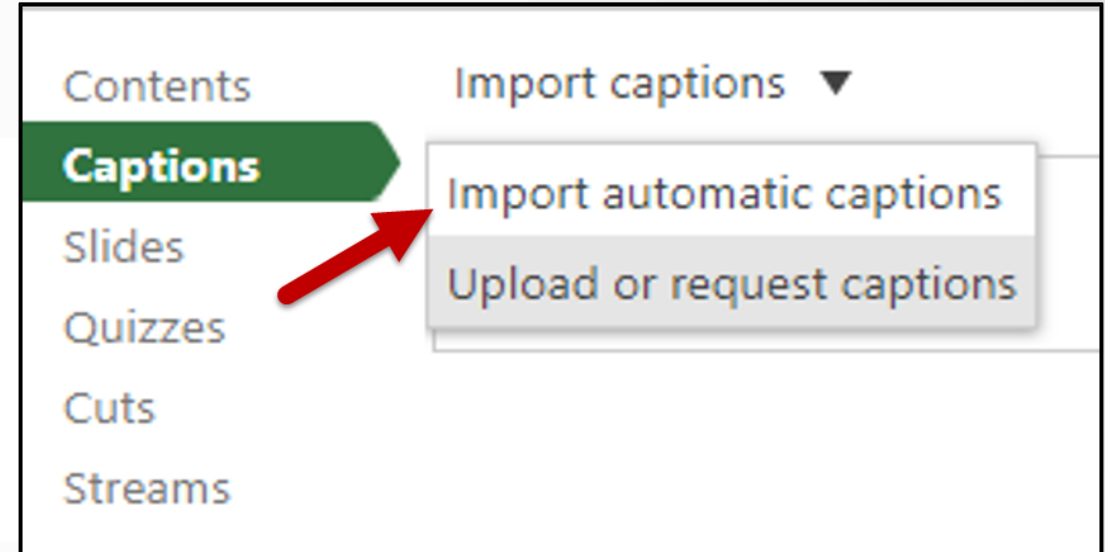 Contents
Captions
Slides
Quizzes
Cuts
Streams
Import captions
Import automatic captions
Upload or request captions